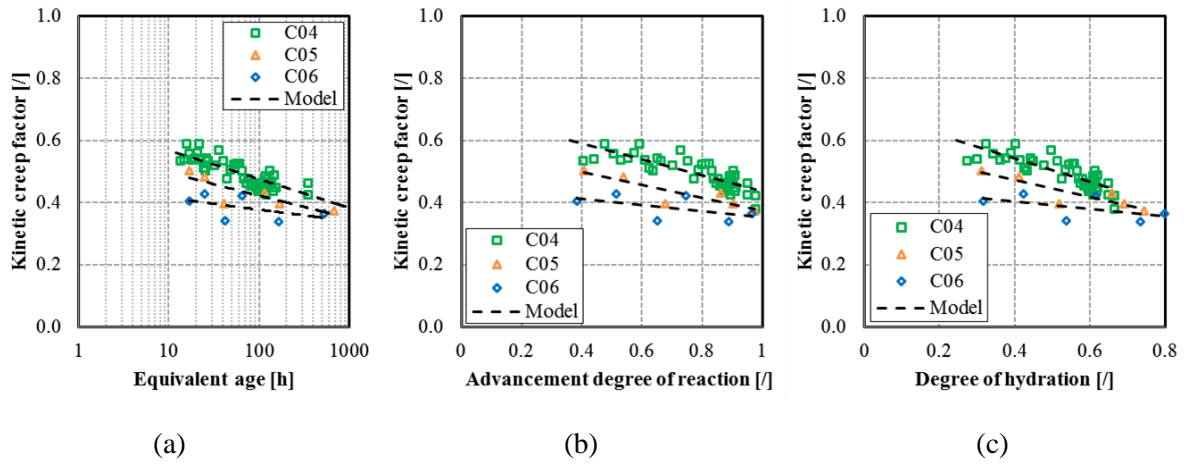 Kinetic creep factor [/]
1.0
0.8
0.6
0.4
0.2
0.0
C04
C05
C06
Model
1 10 100 1000
Equivalent age [h]
(a)
Kinetic creep factor [/]
1.0
0.8
0.6
0.4
0.2
0.0
C04
C05
C06
Model
0 0.2 0.4 0.6 0.8 1
Advancement degree of reaction [/]
(b)
Kinetic creep factor [/]
1.0
0.8
0.6
0.4
0.2
0.0
C04
C05
C06
Model
0 0.2 0.4 0.6 0.8
Degree of hydration [/]
(c)